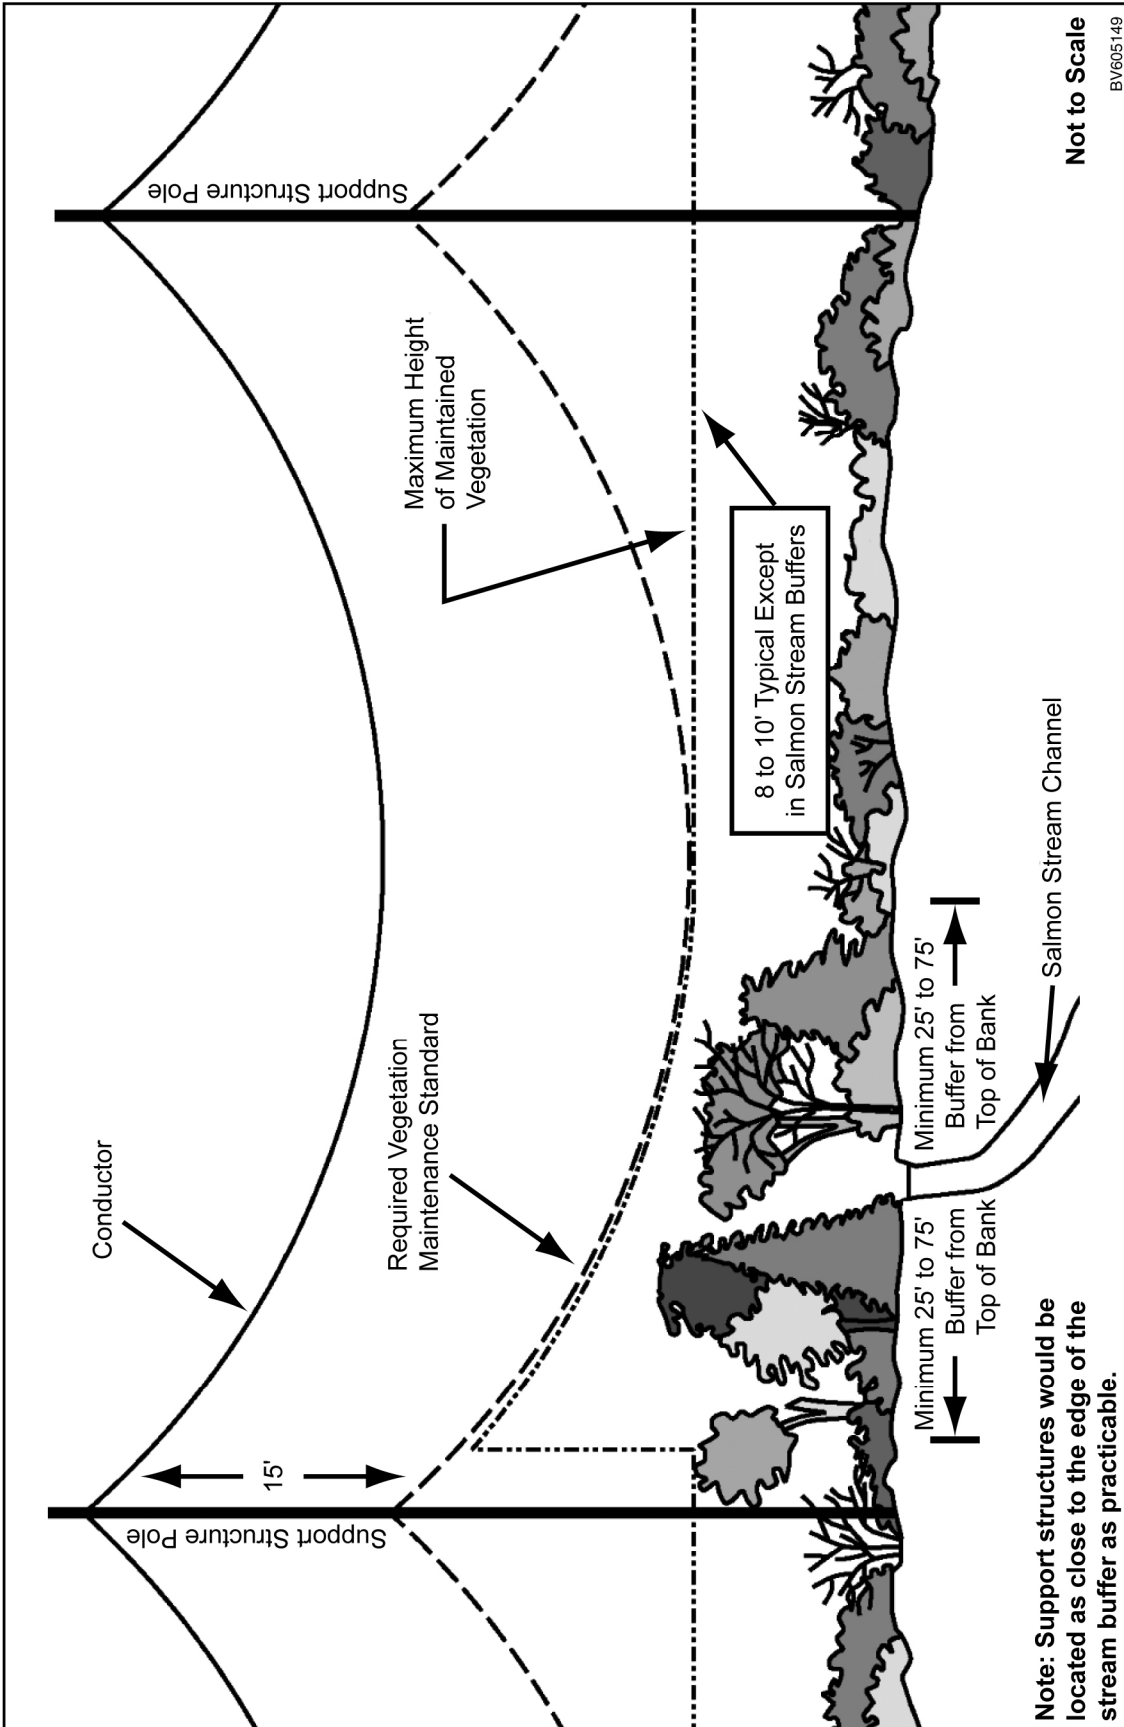 Conductor
15'
Support Structure Pole
Required Vegetation
Maintenance Standard
Maximum Height
of Maintained
Vegetation
Support Structure Pole
8 to 10' Typical Except
in Salmon Stream Buffers
Minimum 25' to 75'
Buffer from
Top of Bank
Minimum 25' to 75'
Buffer from
Top of Bank
Salmon Stream Channel
Note: Support structures would be
located as close to the edge of the
stream buffer as practicable.
Not to Scale
BV605149